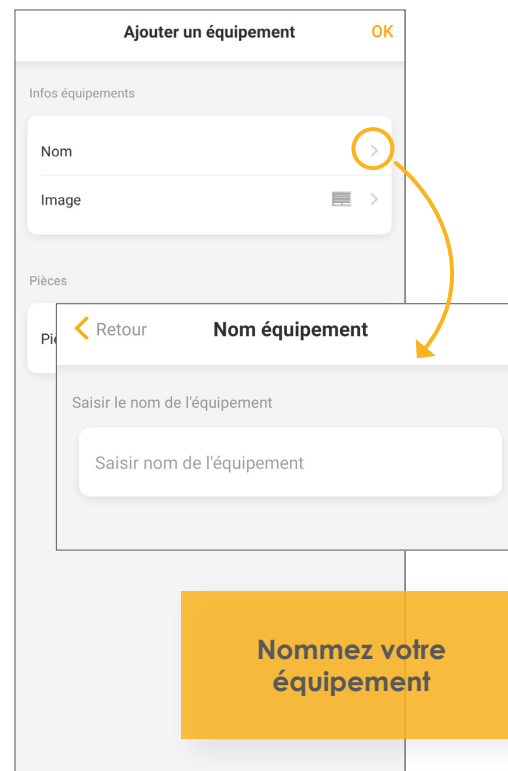 Ajouter un équipement OK
Infos équipements
Nom
Image
Pièces
Retour Nom équipement
Saisir le nom de l'équipement
Saisir nom de l'équipement
Nommez votre
équipement